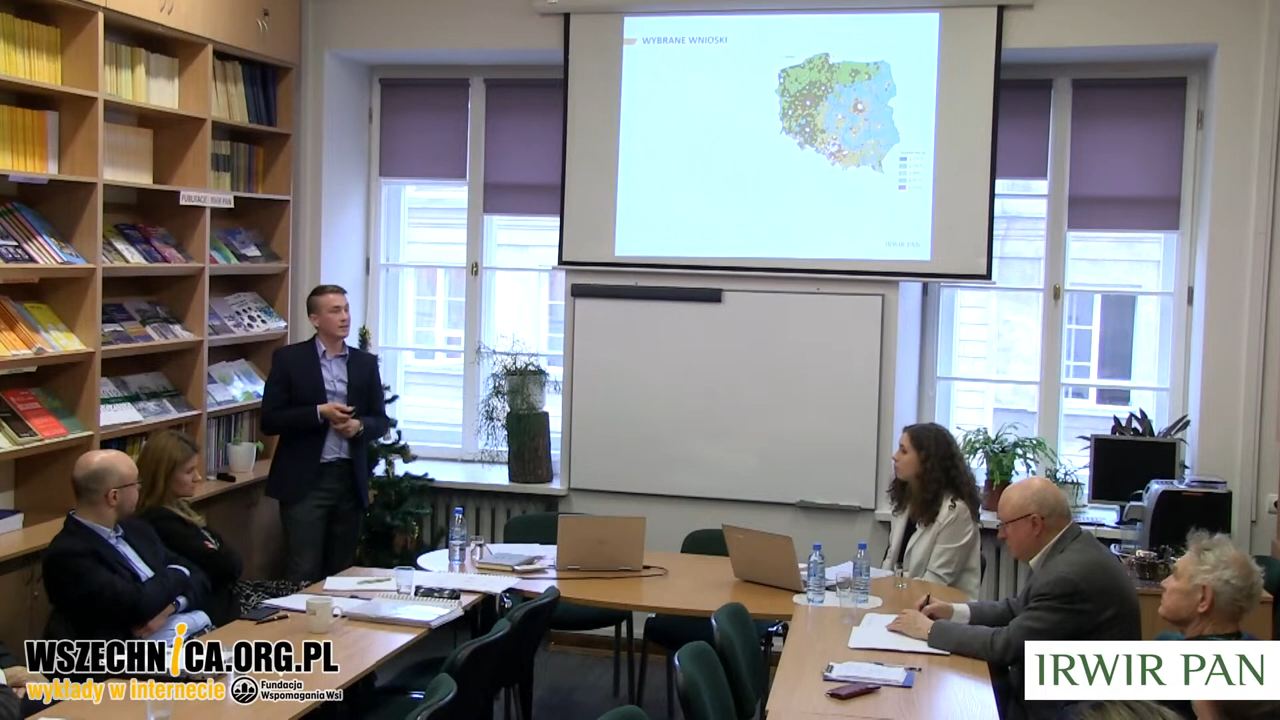 WYBRANE WNIOSKI
IRWIR PAN
PUBLIKACJE IRWIR PAN
WSZECHNICA.ORG.PL
wykłady w internecie
Fundacja
Wspomagania Wsi
IRWIR PAN